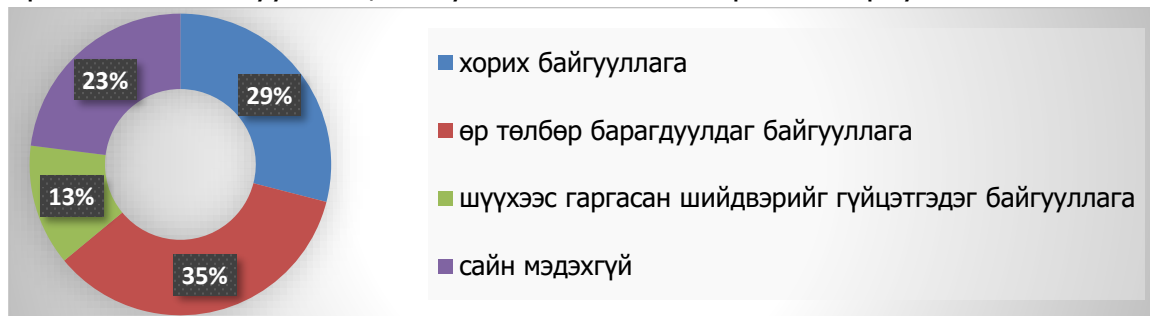 23%
29%
13%
35%
хорих байгууллага
өр төлбөр барагдуулдаг байгууллага
шүүхээс гаргасан шийдвэрийг гүйцэтгэдэг байгууллага
сайн мэдэхгүй